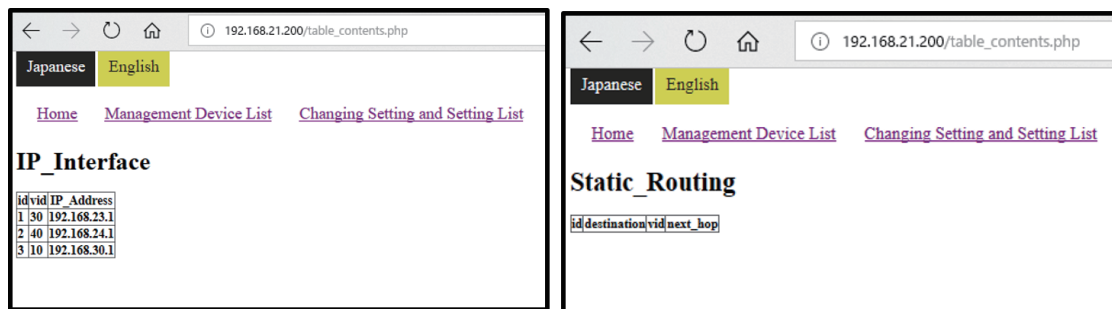 192.168.21.200/table_contents.php
Japanese English
Home Management Device List Changing Setting and Setting List
IP_Interface
id vid IP_Address
1 30 192.168.23.1
2 40 192.168.24.1
3 10 192.168.30.1
192.168.21.200/table_contents.php
Japanese English
Home Management Device List Changing Setting and Setting List
Static_Routing
id destination vid next_hop